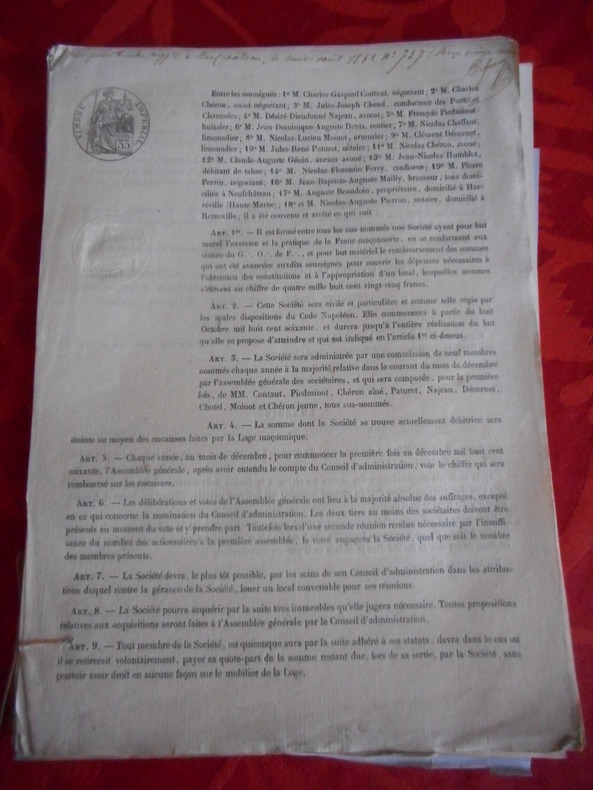 TIMBRE IMPÉRIAL
Entre les soussignés : 1º M. Charles-Gaspard Contaut, négociant ; 2º M. Charles
Chéron, aussi négociant ; 3º M. Jules-Joseph Chotel, conducteur des Ponts et
Chaussées ; 4º M. Désiré Dieudonné Najean, avocat ; 5º M. François Piedminot
huissier ; 6º M. Jean-Dominique Auguste Denis, rentier ; 7º M. Nicolas Chaffaut,
limonadier ; 8º M. Nicolas-Lucien Moinot, armurier ; 9º M. Clément Décornet,
limonadier ; 10º M. Jules-René Paturet, notaire ; 11º M. Nicolas Chéron, avoué ;
12º M. Claude-Auguste Génin, ancien avoué ; 13º M. Jean-Nicolas Humblot,
débitant de tabac ; 14º M. Nicolas-Florentin Ferry, confiseur ; 15º M. Pierre
Perrin, négociant ; 16º M. Jean-Baptiste-Auguste Mailly, brasseur, tous domi-
ciliés à Neufchâteau ; 17º M. Auguste Beaudoin, propriétaire, domicilié à Har-
réville (Haute-Marne) ; 18º et M. Nicolas-Auguste Pierron, notaire, domicilié à
Removille ; il a été convenu et arrêté ce qui suit :
ART. 1er. — Il est formé entre tous les sus-nommés une Société ayant pour but
moral l'exercice et la pratique de la Franc maçonnerie, en se conformant aux
statuts du G∴ O∴ de F∴, et pour but matériel le remboursement des sommes
qui ont été avancées auxdits soussignés pour couvrir les dépenses nécessaires à
l'obtention des constitutions et à l'appropriation d'un local, lesquelles sommes
s'élèvent au chiffre de quatre mille huit cent vingt-cinq francs.
ART. 2. — Cette Société sera civile et particulière et comme telle régie par
les seules dispositions du Code Napoléon. Elle commencera à partir du huit
Octobre mil huit cent soixante, et durera jusqu'à l'entière réalisation du but
qu'elle se propose d'atteindre et qui est indiqué en l'article 1er ci-dessus.
ART. 3. — La Société sera administrée par une commission de neuf membres
nommés chaque année à la majorité relative dans le courant du mois de décembre
par l'assemblée générale des sociétaires, et qui sera composée, pour la première
fois, de MM. Contaut, Piedminot, Chéron aîné, Paturet, Najean, Décornet,
Chotel, Moinot et Chéron jeune, tous sus-nommés.
ART. 4. — La somme dont la Société se trouve actuellement débitrice sera
éteinte au moyen des encaisses faites par la Loge maçonnique.
ART. 5. — Chaque année, au mois de décembre, pour commencer la première fois en décembre mil huit cent
soixante, l'Assemblée générale, après avoir entendu le compte du Conseil d'administration, vote le chiffre qui sera
remboursé sur les encaisses.
ART. 6. — Les délibérations et votes de l'Assemblée générale ont lieu à la majorité absolue des suffrages, excepté
en ce qui concerne la nomination du Conseil d'administration. Les deux tiers au moins des sociétaires doivent être
présents au moment du vote et y prendre part. Toutefois lors d'une seconde réunion rendue nécessaire par l'insuffi-
sance du nombre des actionnaires à la première assemblée, le vote engagera la Société, quel que soit le nombre
des membres présents.
ART. 7. — La Société devra, le plus tôt possible, par les soins de son Conseil d'administration dans les attribu-
tions duquel rentre la gérance de la Société, louer un local convenable pour ses réunions.
ART. 8. — La Société pourra acquérir par la suite tous immeubles qu'elle jugera nécessaire. Toutes propositions
relatives aux acquisitions seront faites à l'Assemblée générale par le Conseil d'administration.
ART. 9. — Tout membre de la Société, ou quiconque aura par la suite adhéré à ses statuts, devra dans le cas où
il se retirerait volontairement, payer sa quote-part de la somme restant due, lors de sa sortie, par la Société, sans
pouvoir avoir droit en aucune façon sur le mobilier de la Loge.